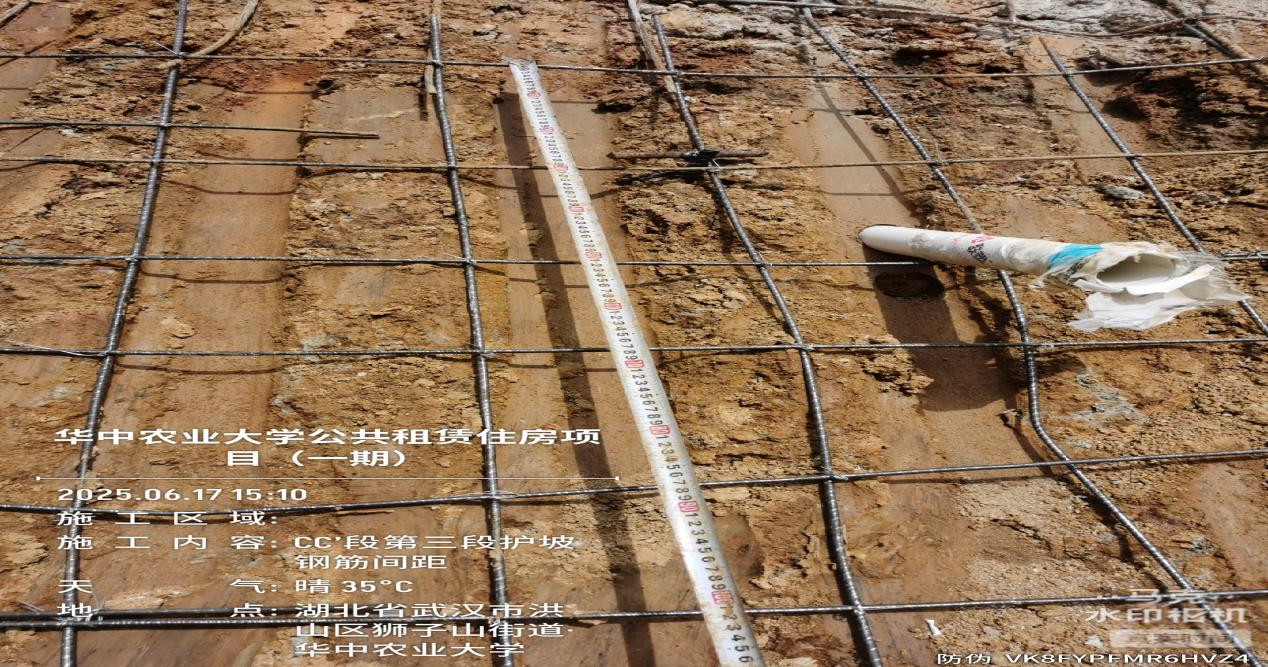 华中农业大学公共租赁住房项
目（一期）
2025.06.17 15:10
施工区域:
施工内容: CC'段第三段护坡
钢筋间距
天气: 晴 35℃
地点: 湖北省武汉市洪
山区狮子山街道·
华中农业大学
水印相机
防伪 VK8FYPFMR6HVZ4